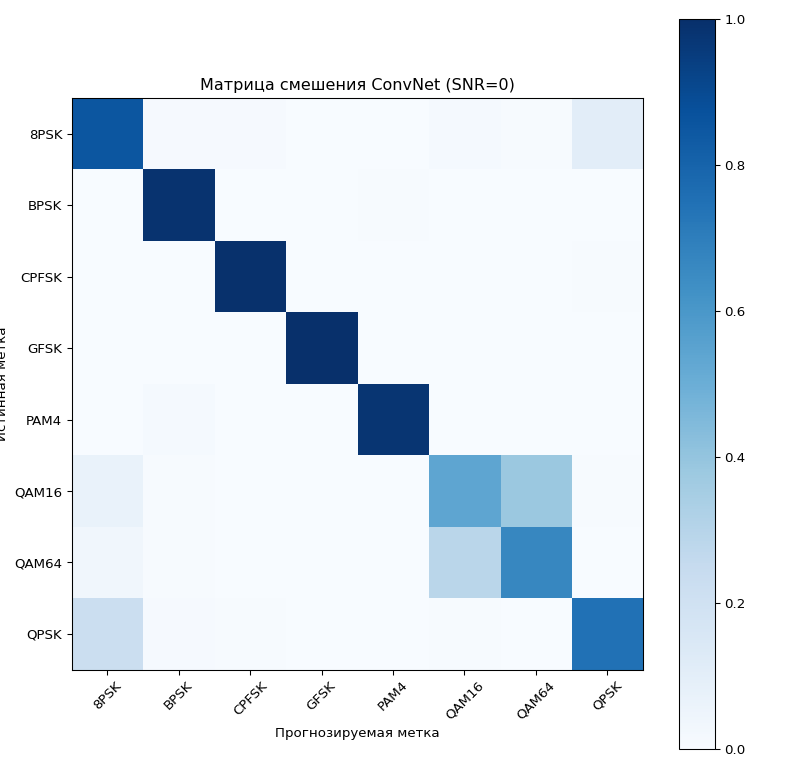 Матрица смешения ConvNet (SNR=0)
8PSK
BPSK
CPFSK
GFSK
PAM4
QAM16
QAM64
QPSK
8PSK
BPSK
CPFSK
GFSK
PAM4
QAM16
QAM64
QPSK
Прогнозируемая метка
Истинная метка
1.0
0.8
0.6
0.4
0.2
0.0